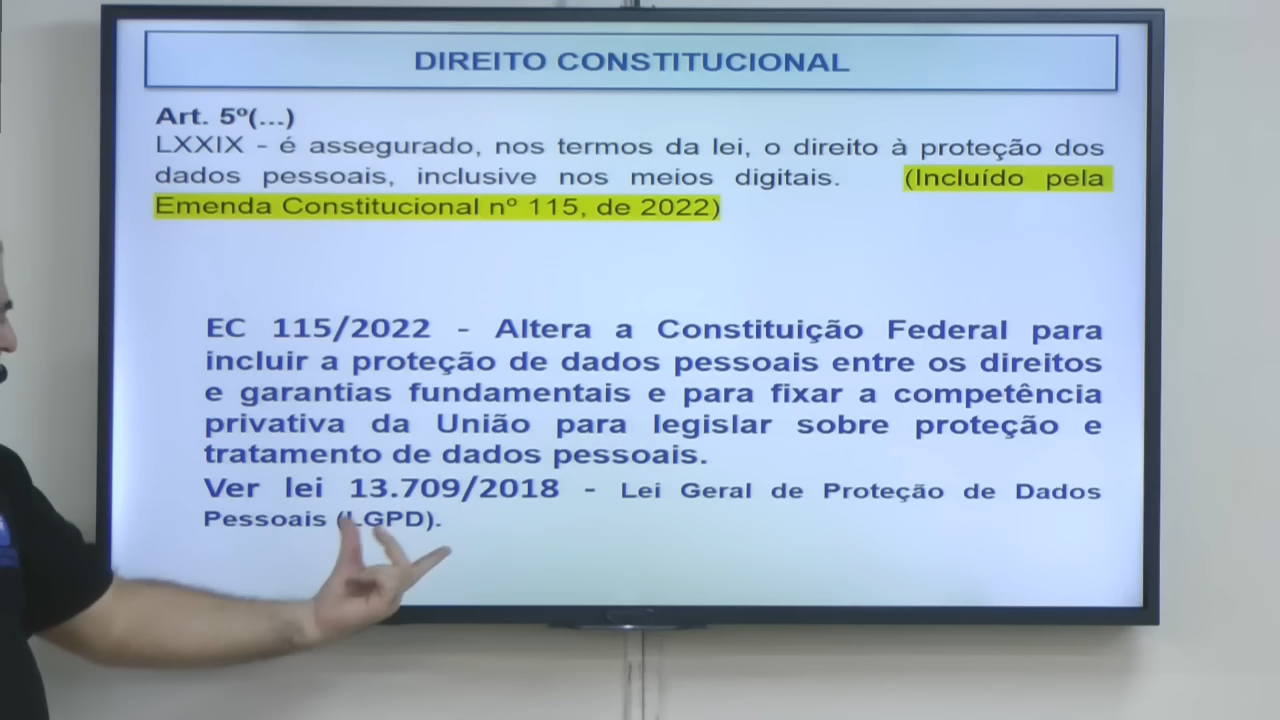 DIREITO CONSTITUCIONAL
Art. 5º(...)
LXXIX - é assegurado, nos termos da lei, o direito à proteção dos
dados pessoais, inclusive nos meios digitais. (Incluído pela
Emenda Constitucional nº 115, de 2022)
EC 115/2022 - Altera a Constituição Federal para
incluir a proteção de dados pessoais entre os direitos
e garantias fundamentais e para fixar a competência
privativa da União para legislar sobre proteção e
tratamento de dados pessoais.
Ver lei 13.709/2018 - Lei Geral de Proteção de Dados
Pessoais (LGPD).